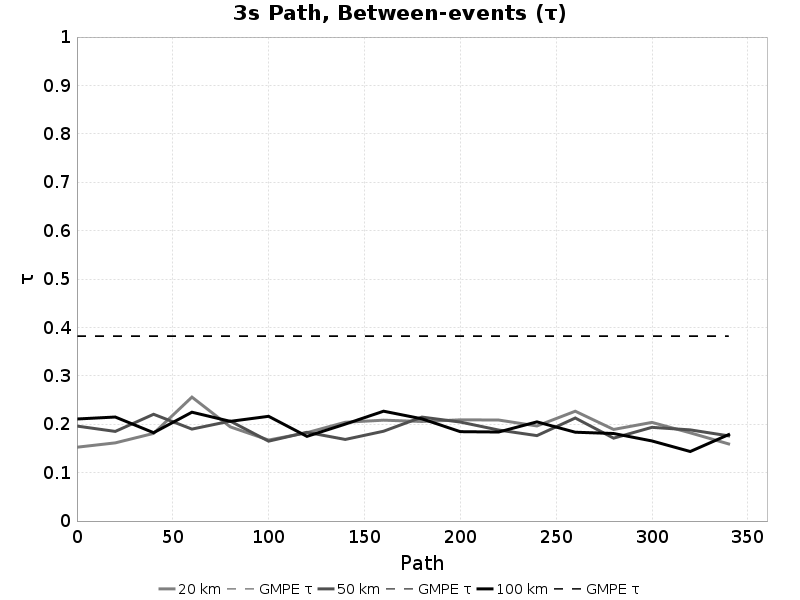 3s Path, Between-events (τ)
1
0.9
0.8
0.7
0.6
0.5
0.4
0.3
0.2
0.1
0
τ
0 50 100 150 200 250 300 350
Path
20 km GMPE τ 50 km GMPE τ 100 km GMPE τ